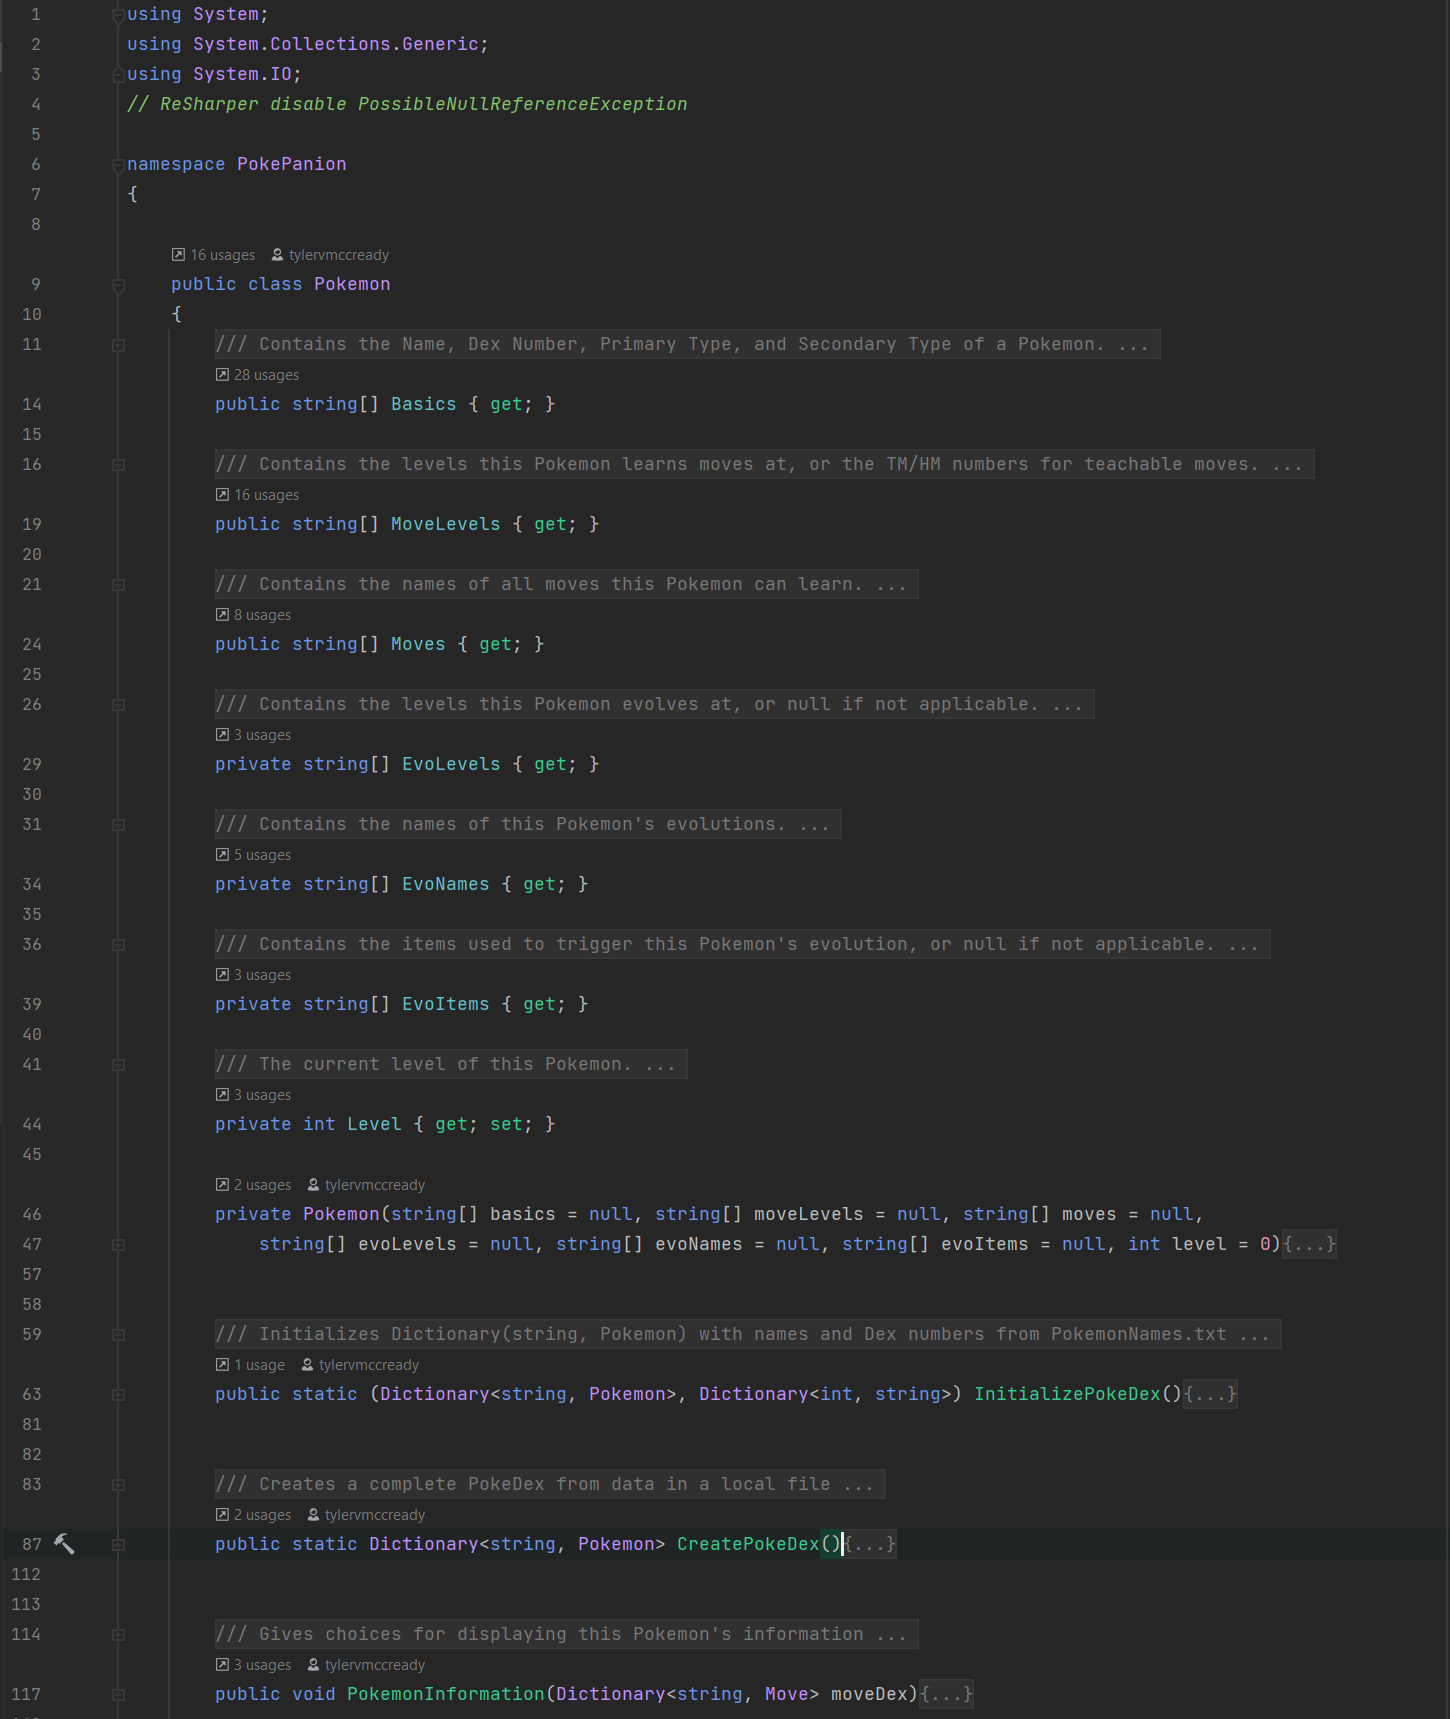 1 using System;
2 using System.Collections.Generic;
3 using System.IO;
4 // ReSharper disable PossibleNullReferenceException
5
6 namespace PokePanion
7 {
8
16 usages tylervmccready
9 public class Pokemon
10 {
11 /// Contains the Name, Dex Number, Primary Type, and Secondary Type of a Pokemon. ...
28 usages
14 public string[] Basics { get; }
15
16 /// Contains the levels this Pokemon learns moves at, or the TM/HM numbers for teachable moves. ...
16 usages
19 public string[] MoveLevels { get; }
20
21 /// Contains the names of all moves this Pokemon can learn. ...
8 usages
24 public string[] Moves { get; }
25
26 /// Contains the levels this Pokemon evolves at, or null if not applicable. ...
3 usages
29 private string[] EvoLevels { get; }
30
31 /// Contains the names of this Pokemon's evolutions. ...
5 usages
34 private string[] EvoNames { get; }
35
36 /// Contains the items used to trigger this Pokemon's evolution, or null if not applicable. ...
3 usages
39 private string[] EvoItems { get; }
40
41 /// The current level of this Pokemon. ...
3 usages
44 private int Level { get; set; }
45
2 usages tylervmccready
46 private Pokemon(string[] basics = null, string[] moveLevels = null, string[] moves = null,
47 string[] evoLevels = null, string[] evoNames = null, string[] evoItems = null, int level = 0){...}
57
58
59 /// Initializes Dictionary(string, Pokemon) with names and Dex numbers from PokemonNames.txt ...
1 usage tylervmccready
63 public static (Dictionary<string, Pokemon>, Dictionary<int, string>) InitializePokeDex(){...}
81
82
83 /// Creates a complete PokeDex from data in a local file ...
2 usages tylervmccready
87 public static Dictionary<string, Pokemon> CreatePokeDex(){...}
112
113
114 /// Gives choices for displaying this Pokemon's information ...
3 usages tylervmccready
117 public void PokemonInformation(Dictionary<string, Move> moveDex){...}